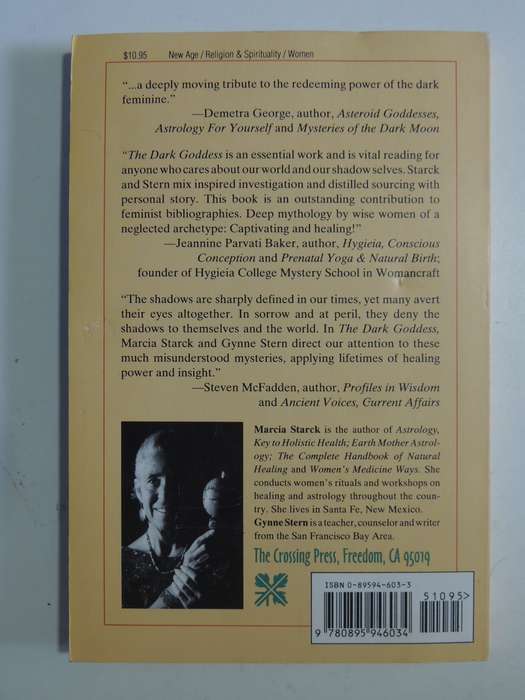 $10.95 New Age / Religion & Spirituality / Women
“...a deeply moving tribute to the redeeming power of the dark
feminine.”
—Demetra George, author, Asteroid Goddesses,
Astrology For Yourself and Mysteries of the Dark Moon
“The Dark Goddess is an essential work and is vital reading for
anyone who cares about our world and our shadow selves. Starck
and Stern mix inspired investigation and distilled sourcing with
personal story. This book is an outstanding contribution to
feminist bibliographies. Deep mythology by wise women of a
neglected archetype: Captivating and healing!”
—Jeannine Parvati Baker, author, Hygieia, Conscious
Conception and Prenatal Yoga & Natural Birth;
founder of Hygieia College Mystery School in Womancraft
“The shadows are sharply defined in our times, yet many avert
their eyes altogether. In sorrow and at peril, they deny the
shadows to themselves and the world. In The Dark Goddess,
Marcia Starck and Gynne Stern direct our attention to these
much misunderstood mysteries, applying lifetimes of healing
power and insight.”
—Steven McFadden, author, Profiles in Wisdom
and Ancient Voices, Current Affairs
Marcia Starck is the author of Astrology,
Key to Holistic Health; Earth Mother Astrol-
ogy; The Complete Handbook of Natural
Healing and Women's Medicine Ways. She
conducts women's rituals and workshops on
healing and astrology throughout the coun-
try. She lives in Santa Fe, New Mexico.
Gynne Stern is a teacher, counselor and writer
from the San Francisco Bay Area.
The Crossing Press, Freedom, CA 95019
ISBN 0-89594-603-3
51095>
9 780895 946034